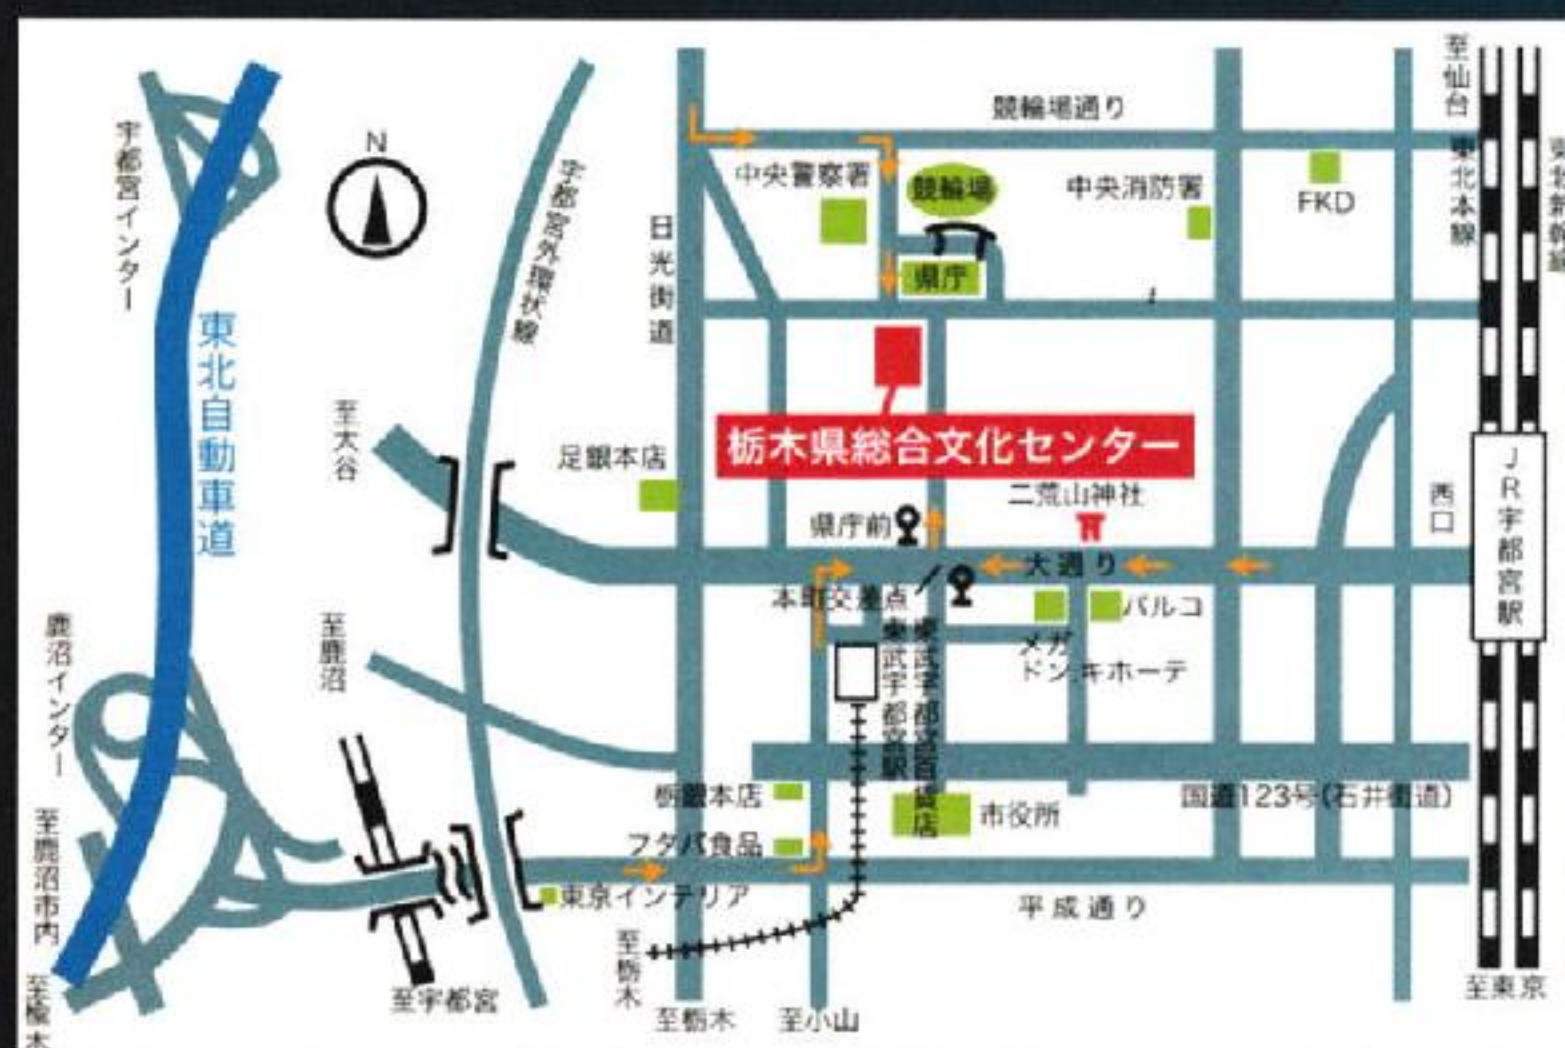 至仙台
競輪場通り
N
宇都宮インター
宇都宮外環状線
中央警察署
競輪場
中央消防署
FKD
東北本線
東北新幹線
日光街道
県庁
東北自動車道
至大谷
足銀本店
栃木県総合文化センター
二荒山神社
西口
JR宇都宮駅
県庁前
大通り
本町交差点
パルコ
鹿沼インター
至鹿沼
東武宇都宮駅
東武宇都宮百貨店
メガ
ドン.キホーテ
栃銀本店
市役所
国道123号(石井街道)
フタバ食品
至鹿沼市内
東京インテリア
平成通り
至栃木
至楡木
至宇都宮
至栃木
至小山
至東京